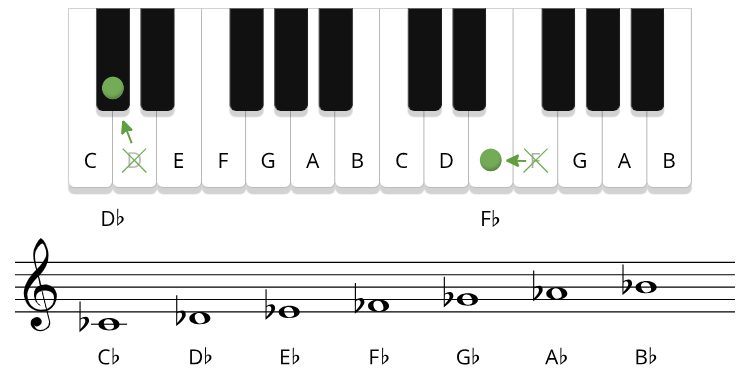 C D E F G A B C D F G A B
D♭ F♭
C♭ D♭ E♭ F♭ G♭ A♭ B♭